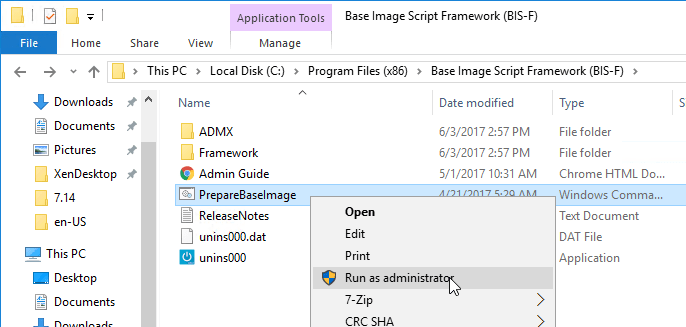 Application Tools
Base Image Script Framework (BIS-F)
File
Home
Share
View
Manage
This PC > Local Disk (C:) > Program Files (x86) > Base Image Script Framework (BIS-F) >
Downloads
Documents
Pictures
XenDesktop
7.14
en-US
This PC
Desktop
Documents
Downloads
Name Date modified Type
ADMX 6/3/2017 2:57 PM File folder
Framework 6/3/2017 2:57 PM File folder
Admin Guide 5/1/2017 10:31 AM Chrome HTML Do...
PrepareBaseImage 4/21/2017 5:29 AM Windows Comma...
ReleaseNotes Text Document
unins000.dat DAT File
unins000 Application
Open
Edit
Print
Run as administrator
7-Zip
CRC SHA